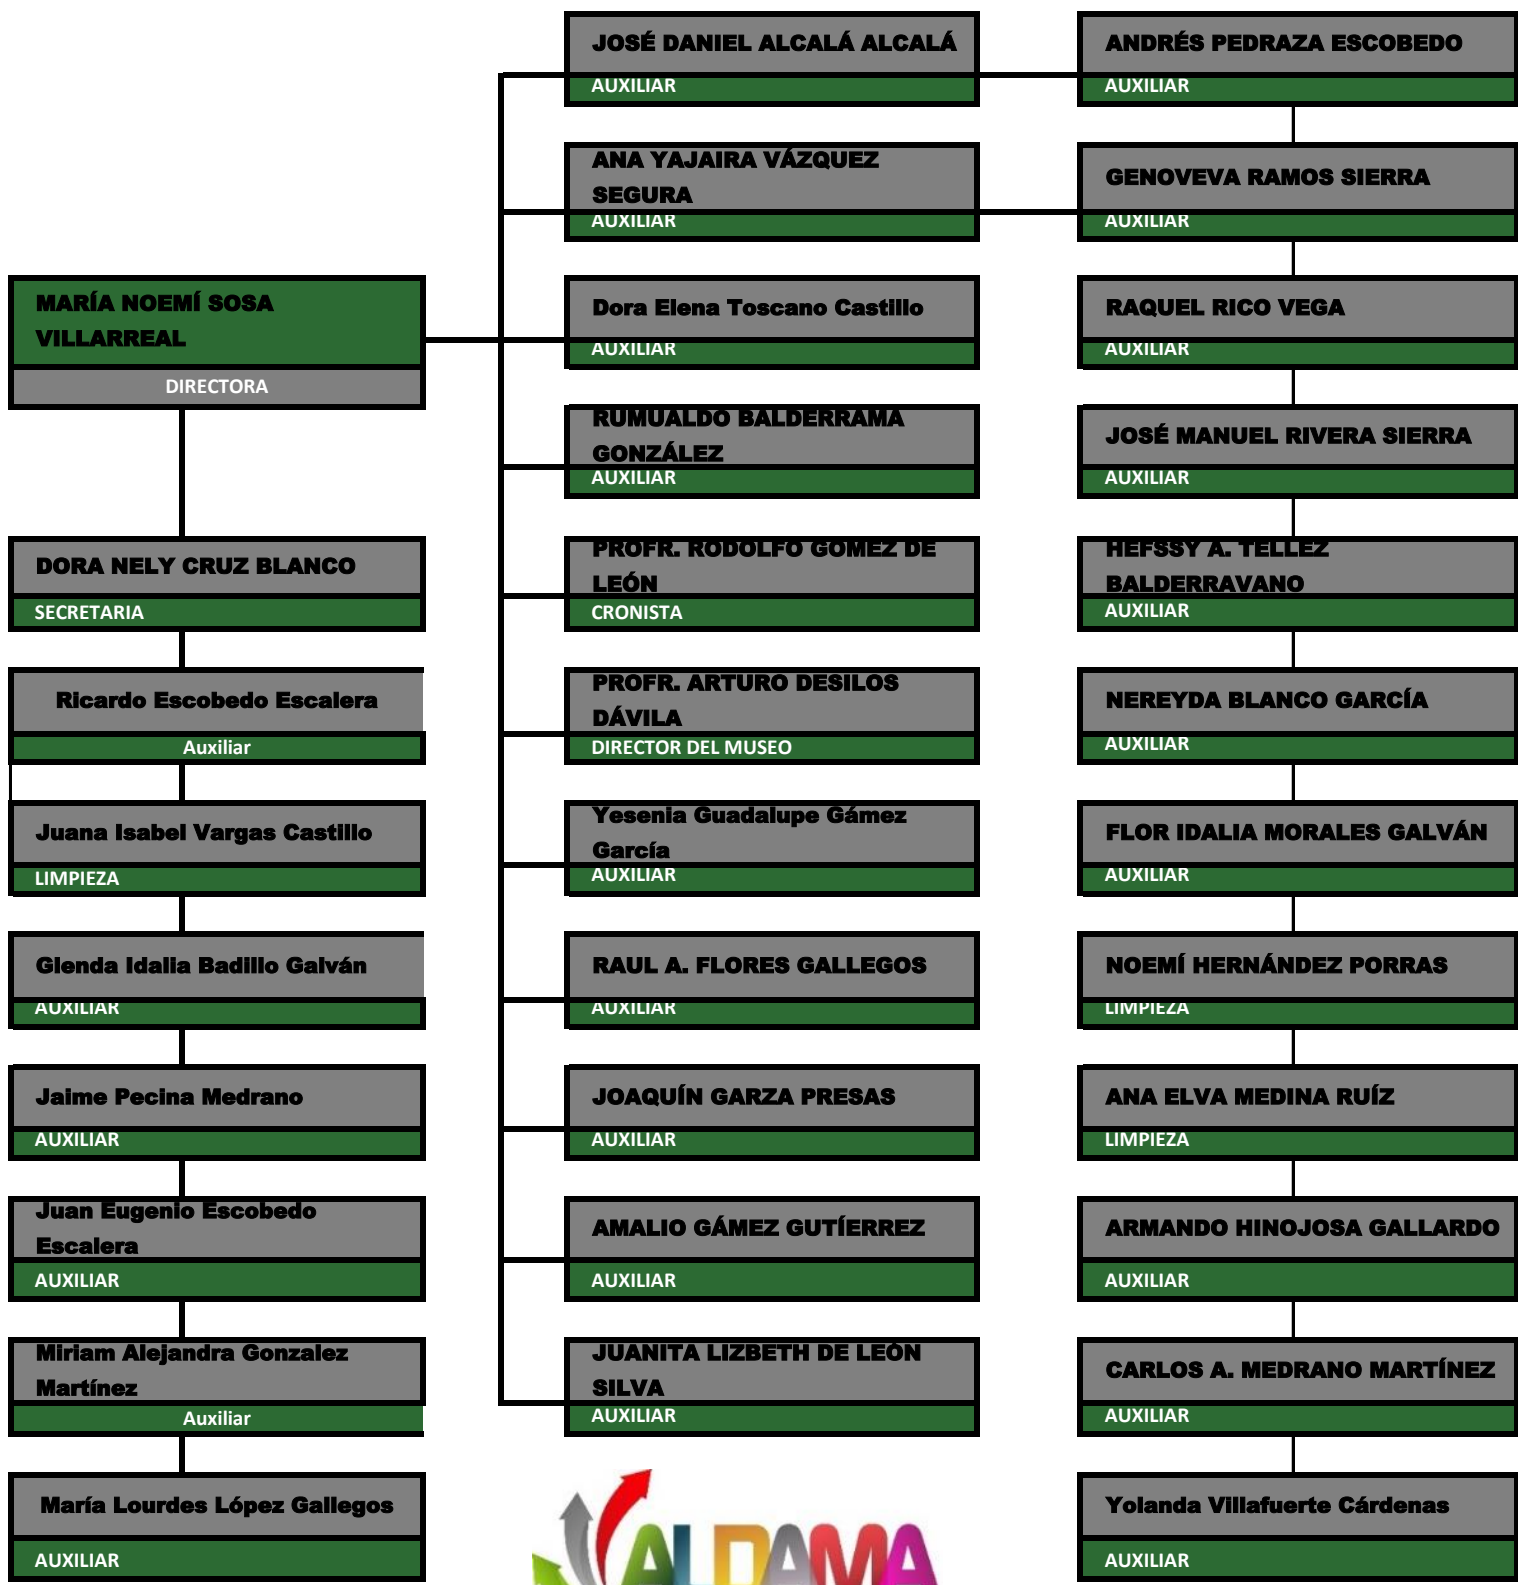 MARÍA NOEMÍ SOSA
VILLARREAL
DIRECTORA
DORA NELY CRUZ BLANCO
SECRETARIA
Ricardo Escobedo Escalera
Auxiliar
Juana Isabel Vargas Castillo
LIMPIEZA
Glenda Idalia Badillo Galván
AUXILIAR
Jaime Pecina Medrano
AUXILIAR
Juan Eugenio Escobedo
Escalera
AUXILIAR
Miriam Alejandra Gonzalez
Martínez
Auxiliar
María Lourdes López Gallegos
AUXILIAR
JOSÉ DANIEL ALCALÁ ALCALÁ
AUXILIAR
ANA YAJAIRA VÁZQUEZ
SEGURA
AUXILIAR
Dora Elena Toscano Castillo
AUXILIAR
RUMUALDO BALDERRAMA
GONZÁLEZ
AUXILIAR
PROFR. RODOLFO GÓMEZ DE
LEÓN
CRONISTA
PROFR. ARTURO DESILOS
DÁVILA
DIRECTOR DEL MUSEO
Yesenia Guadalupe Gámez
García
AUXILIAR
RAUL A. FLORES GALLEGOS
AUXILIAR
JOAQUÍN GARZA PRESAS
AUXILIAR
AMALIO GÁMEZ GUTÍERREZ
AUXILIAR
JUANITA LIZBETH DE LEÓN
SILVA
AUXILIAR
ALDAMA
ANDRÉS PEDRAZA ESCOBEDO
AUXILIAR
GENOVEVA RAMOS SIERRA
AUXILIAR
RAQUEL RICO VEGA
AUXILIAR
JOSÉ MANUEL RIVERA SIERRA
AUXILIAR
HEFSSY A. TELLEZ
BALDERRAVANO
AUXILIAR
NEREYDA BLANCO GARCÍA
AUXILIAR
FLOR IDALIA MORALES GALVÁN
AUXILIAR
NOEMÍ HERNÁNDEZ PORRAS
LIMPIEZA
ANA ELVA MEDINA RUÍZ
LIMPIEZA
ARMANDO HINOJOSA GALLARDO
AUXILIAR
CARLOS A. MEDRANO MARTÍNEZ
AUXILIAR
Yolanda Villafuerte Cárdenas
AUXILIAR